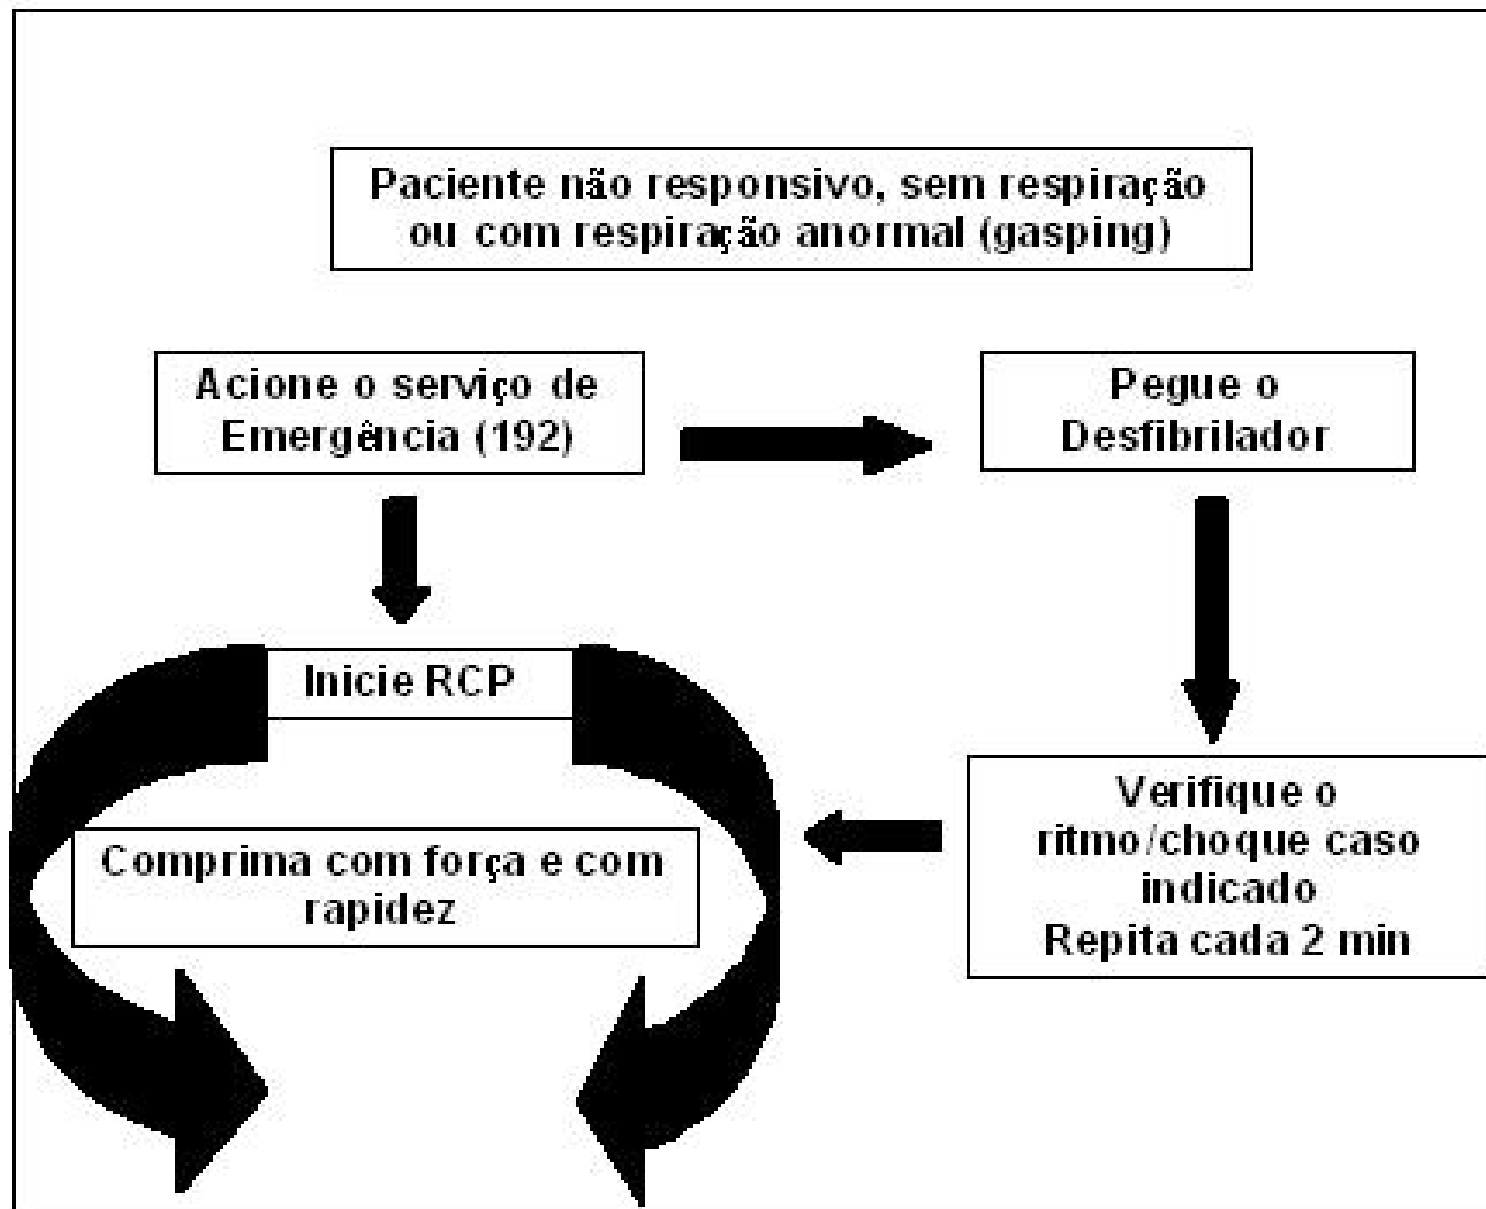 Paciente não responsivo, sem respiração
ou com respiração anormal (gasping)
Acione o serviço de
Emergência (192)
Pegue o
Desfibrilador
Inicie RCP
Comprima com força e com
rapidez
Verifique o
ritmo/choque caso
indicado
Repita cada 2 min